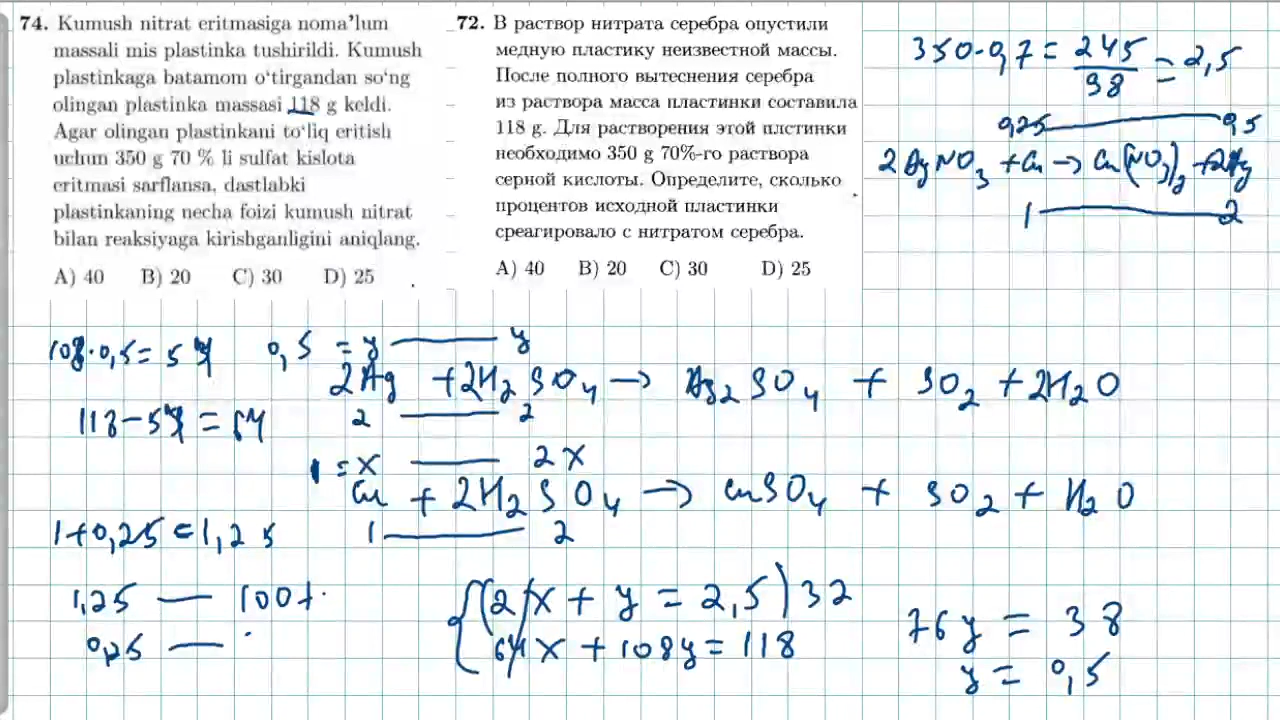 74. Kumush nitrat eritmasiga noma’lum
massali mis plastinka tushirildi. Kumush
plastinkaga batamom o‘tirgandan so‘ng
olingan plastinka massasi 118 g keldi.
Agar olingan plastinkani to‘liq eritish
uchun 350 g 70 % li sulfat kislota
eritmasi sarflansa, dastlabki
plastinkaning necha foizi kumush nitrat
bilan reaksiyaga kirishganligini aniqlang.
A) 40 B) 20 C) 30 D) 25
72. В раствор нитрата серебра опустили
медную пластику неизвестной массы.
После полного вытеснения серебра
из раствора масса пластинки составила
118 g. Для растворения этой плстинки
необходимо 350 g 70%-го раствора
серной кислоты. Определите, сколько
процентов исходной пластинки
среагировало с нитратом серебра.
A) 40 B) 20 C) 30 D) 25
350·0,7 = 245/98 = 2,5
0,25 0,5
2AgNO3 + Cu → Cu(NO3)2 + 2Ag
1 2
108·0,5 = 54
118 - 54 = 64
0,5 = y y
2Ag + 2H2SO4 → Ag2SO4 + SO2 + 2H2O
2 2
1 = x 2x
Cu + 2H2SO4 → CuSO4 + SO2 + H2O
1 2
1 + 0,25 = 1,25
1,25 — 100%
0,25 —
(2x + y = 2,5) 32
64x + 108y = 118
76y = 38
y = 0,5